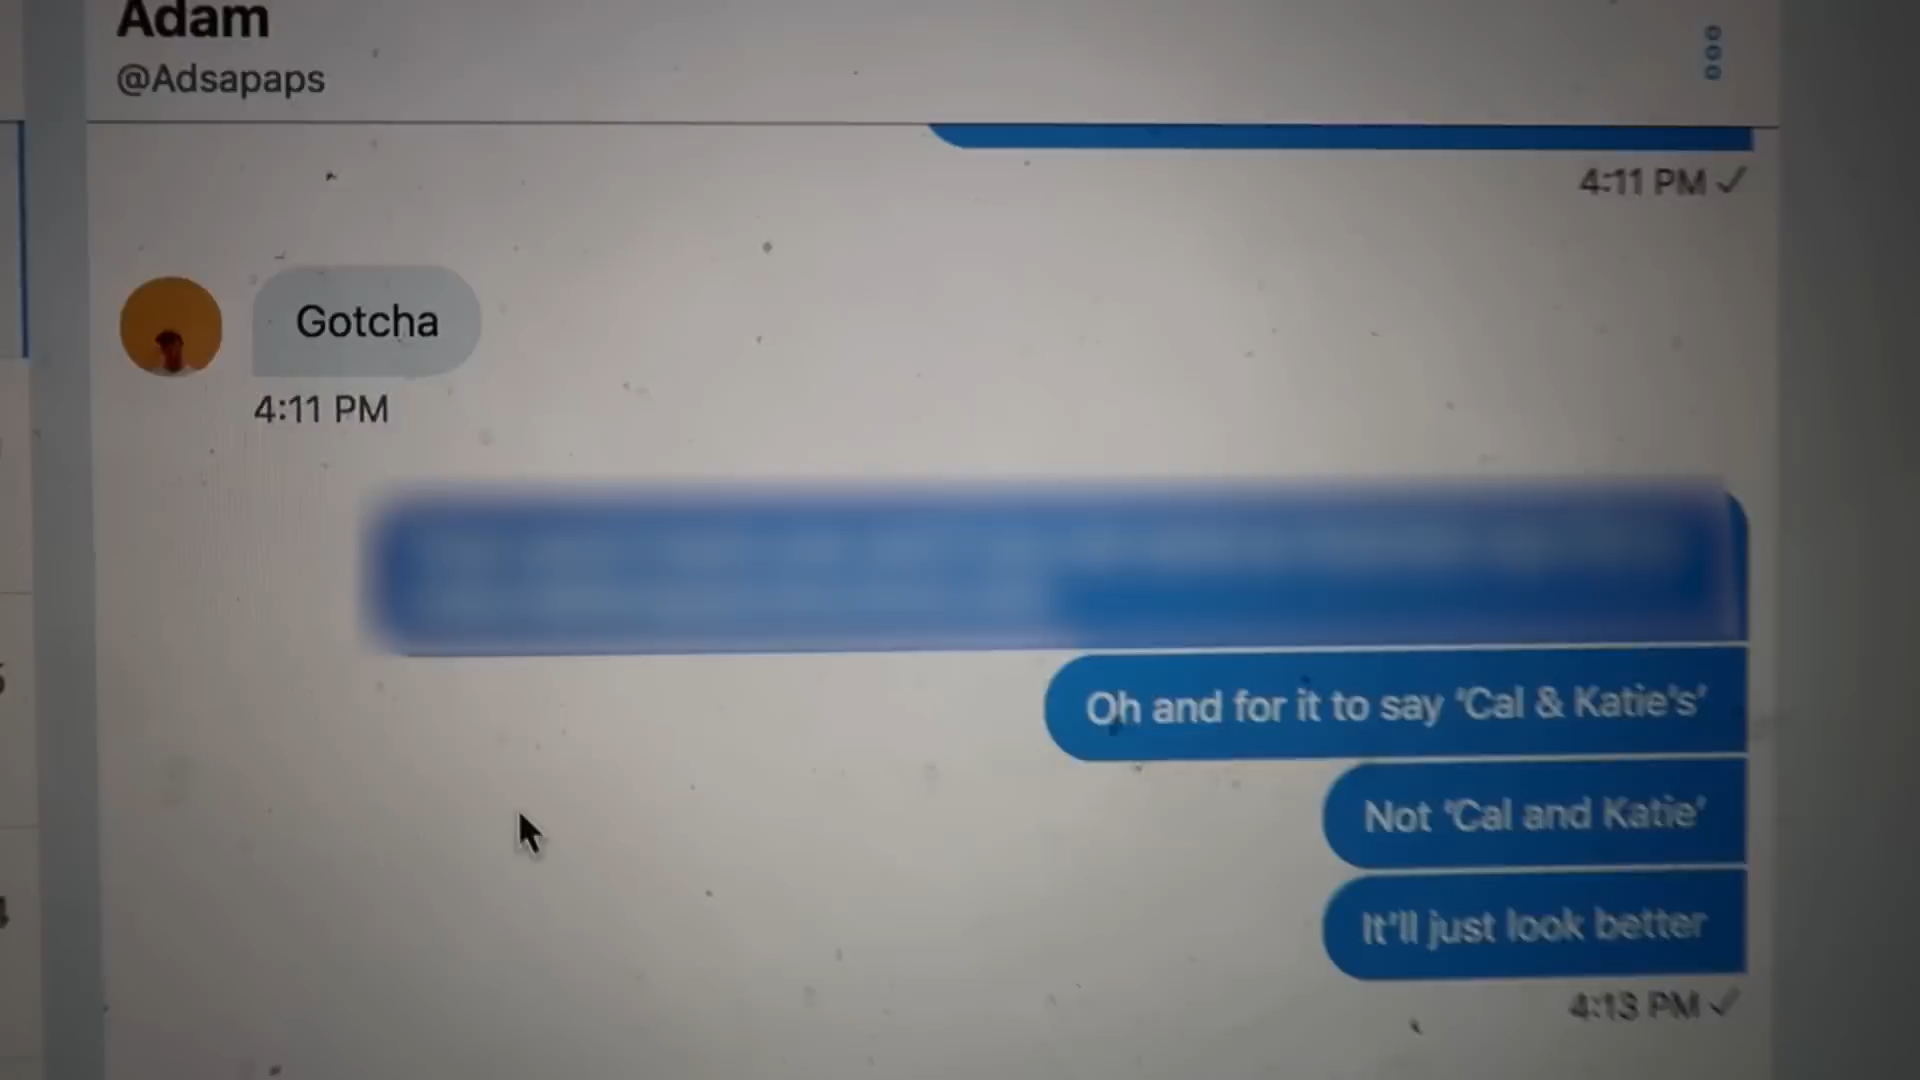 Adam
@Adsapaps
4:11 PM ✓
Gotcha
4:11 PM
Oh and for it to say 'Cal & Katie's'
Not 'Cal and Katie'
It'll just look better
4:13 PM ✓